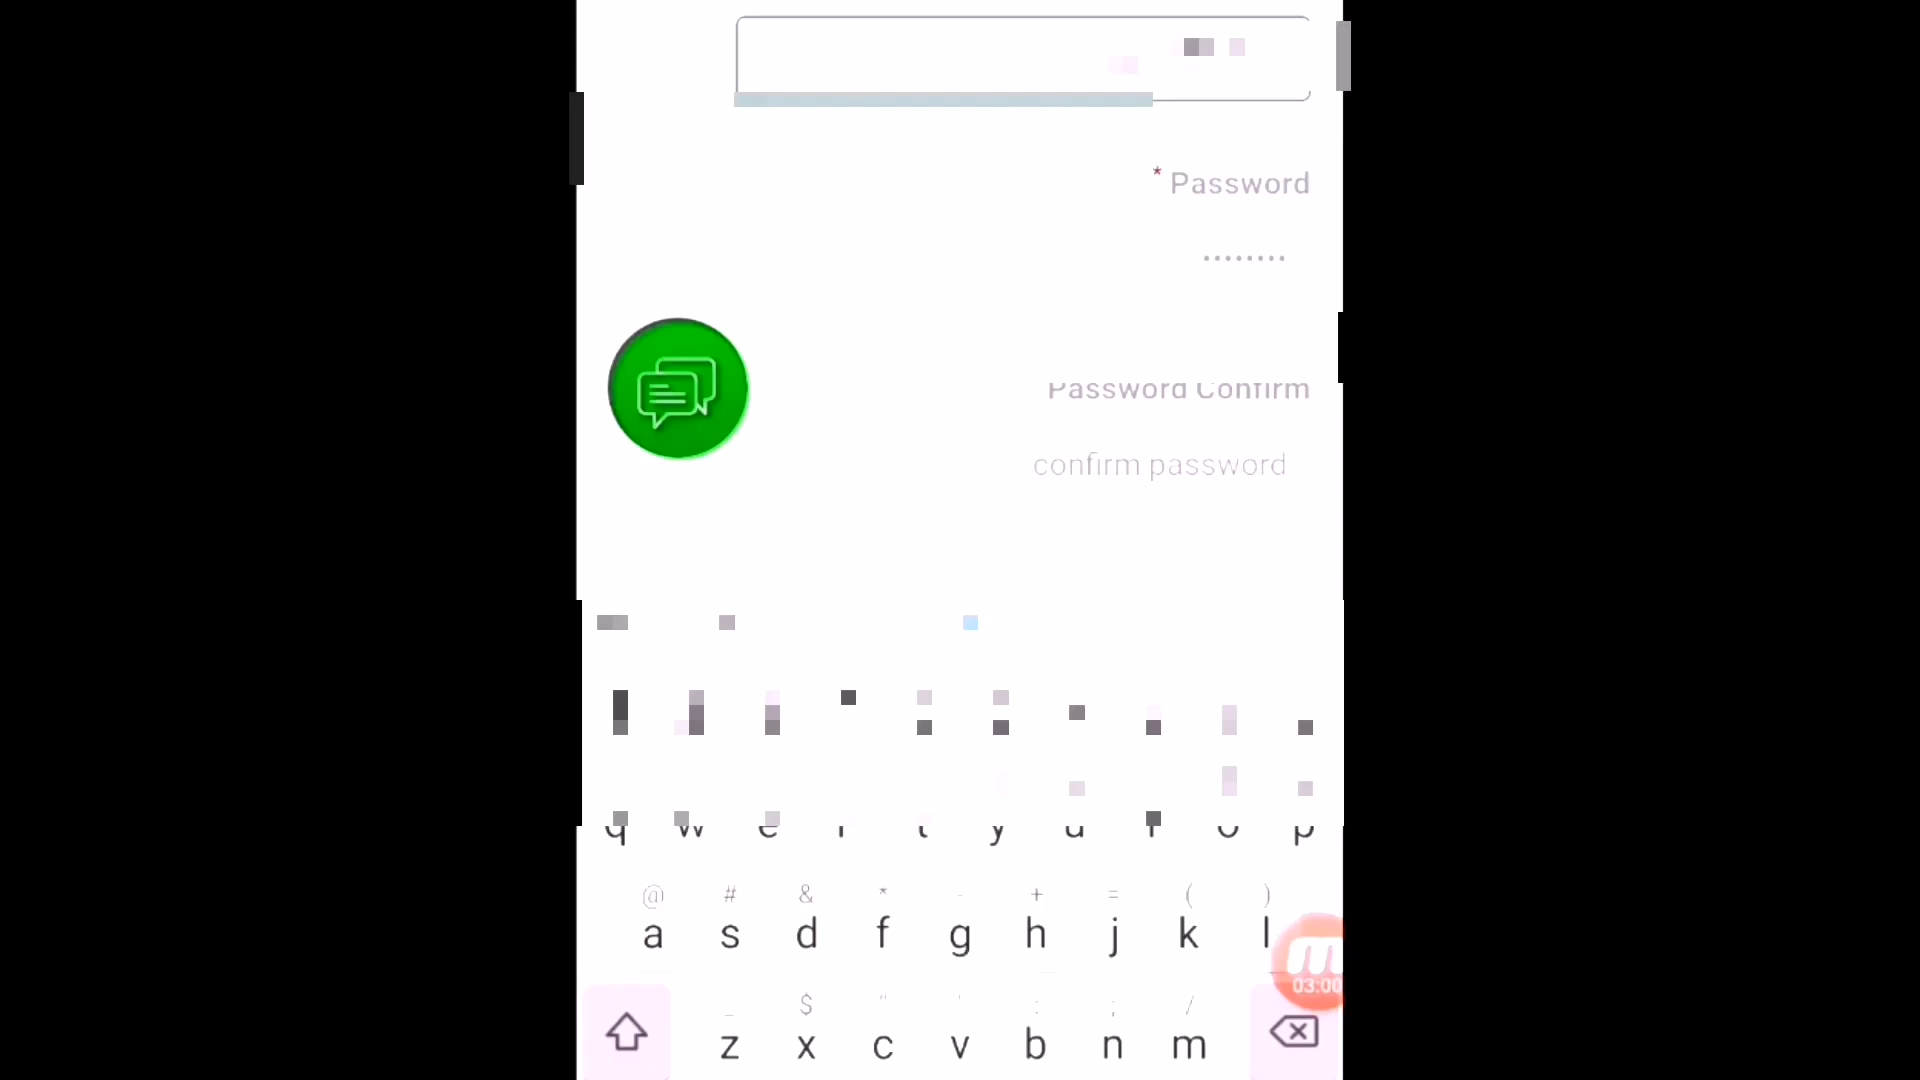 * Password
••••••••
Password Confirm
confirm password
q w e r t y u i o p
@ # & * - + = ( )
a s d f g h j k l
_ $ " ' : ; /
z x c v b n m
03:00